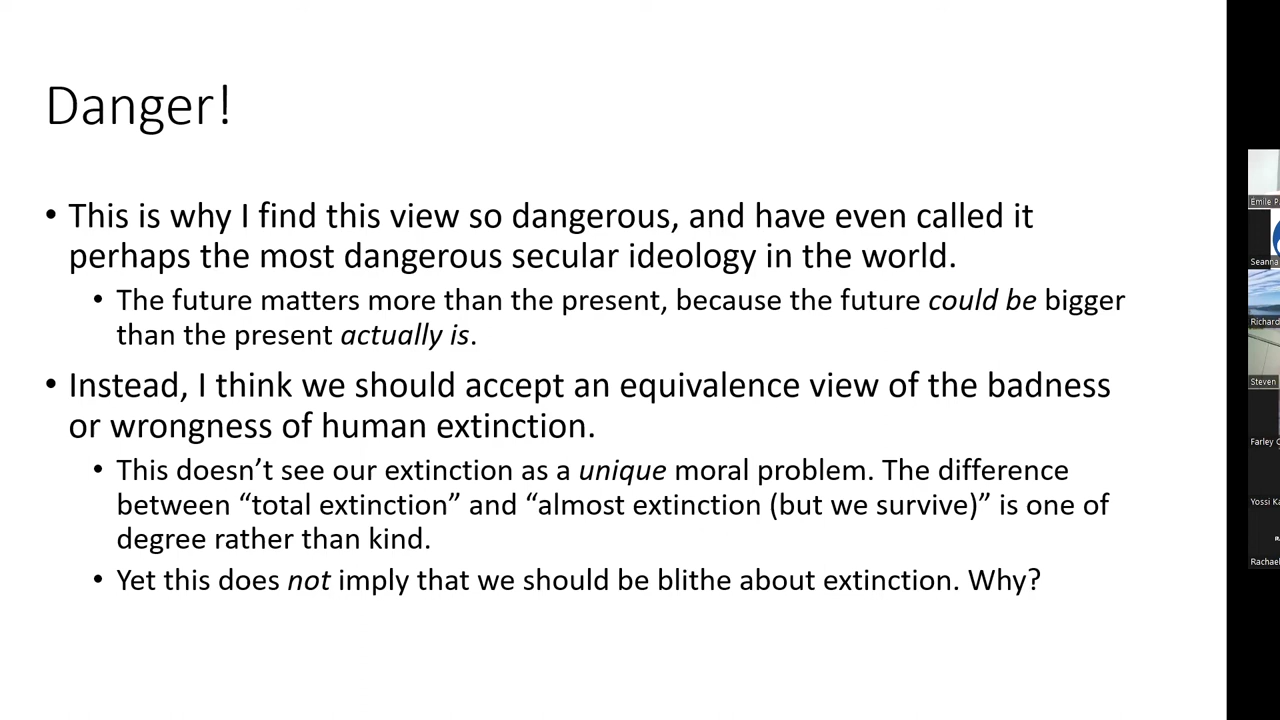 Danger!
• This is why I find this view so dangerous, and have even called it
perhaps the most dangerous secular ideology in the world.
• The future matters more than the present, because the future could be bigger
than the present actually is.
• Instead, I think we should accept an equivalence view of the badness
or wrongness of human extinction.
• This doesn’t see our extinction as a unique moral problem. The difference
between “total extinction” and “almost extinction (but we survive)” is one of
degree rather than kind.
• Yet this does not imply that we should be blithe about extinction. Why?
Émile P
Seanna
Richard
Steven
Farley
Yossi Ka
Rachael